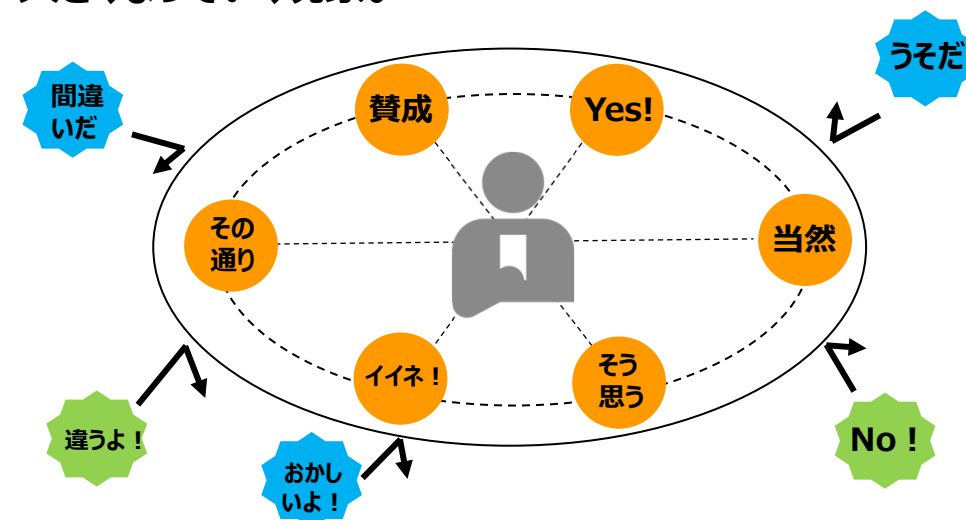 うそだ
間違
いだ
賛成
Yes!
その
通り
当然
イイネ！
そう
思う
違うよ！
No！
おかし
いよ！